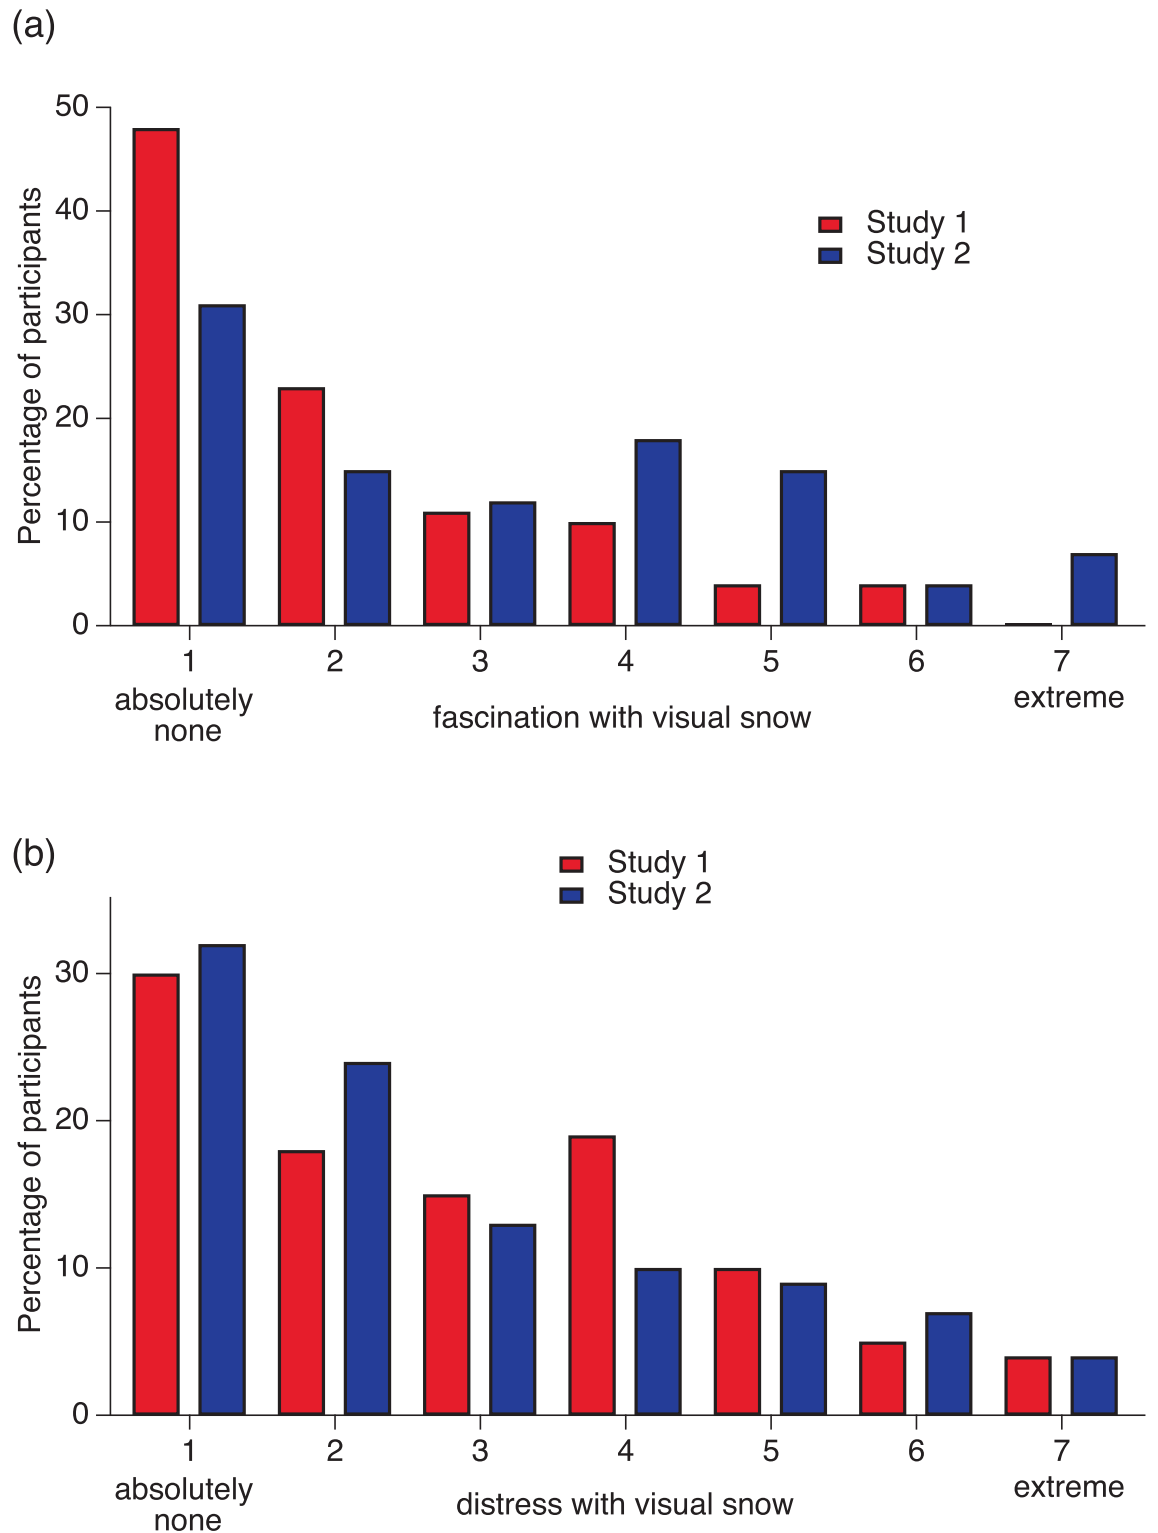 (a)
50
40
30
20
10
0
Percentage of participants
Study 1
Study 2
1 2 3 4 5 6 7
absolutely
none
fascination with visual snow
extreme
(b)
Study 1
Study 2
30
20
10
0
Percentage of participants
1 2 3 4 5 6 7
absolutely
none
distress with visual snow
extreme